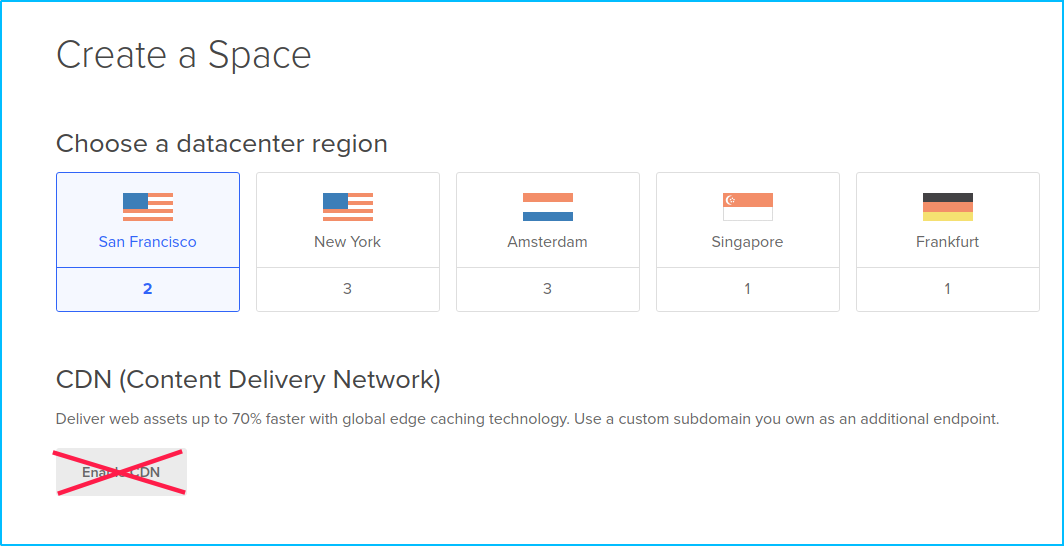 Create a Space
Choose a datacenter region
San Francisco
New York
Amsterdam
Singapore
Frankfurt
2
3
3
1
1
CDN (Content Delivery Network)
Deliver web assets up to 70% faster with global edge caching technology. Use a custom subdomain you own as an additional endpoint.
Enable CDN